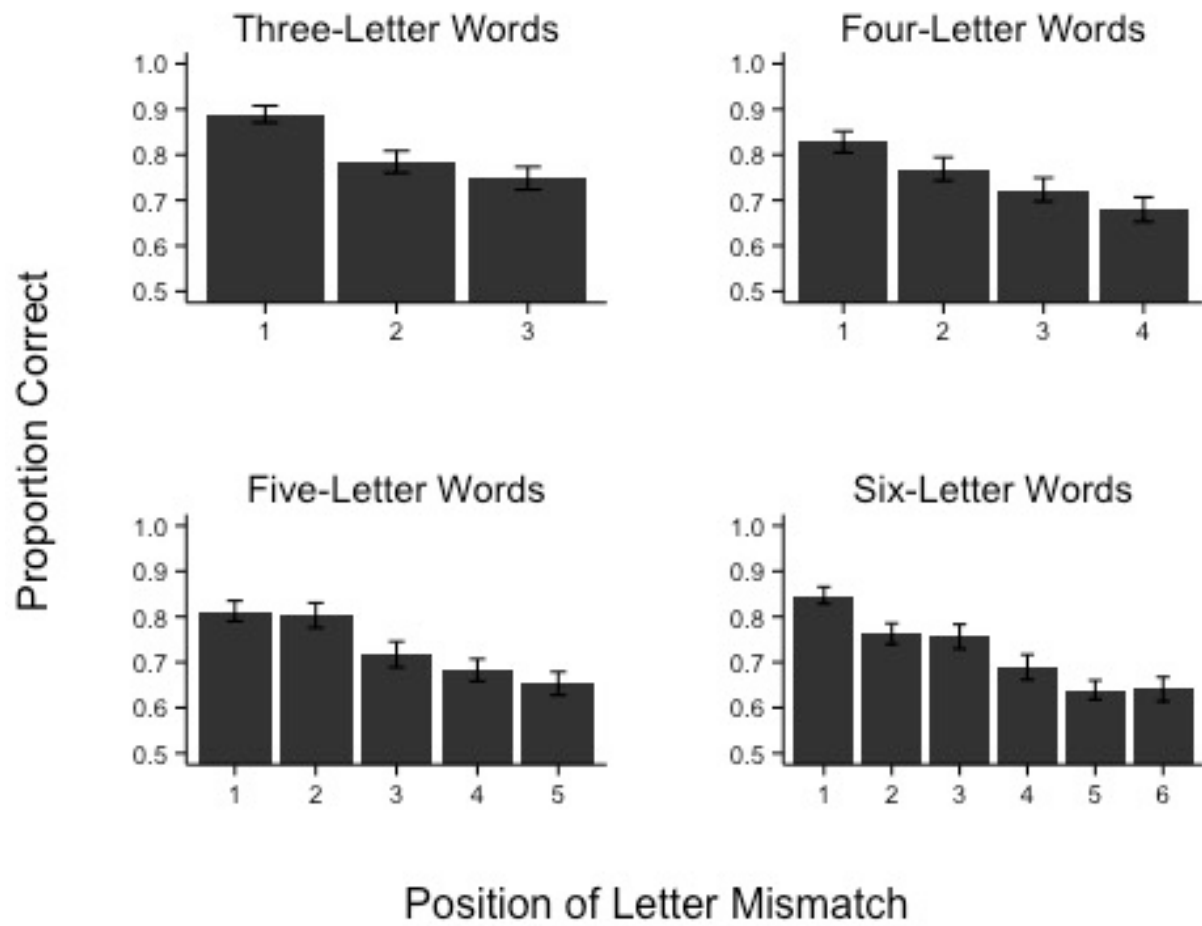 Three-Letter Words
1.0
0.9
0.8
0.7
0.6
0.5
1 2 3
Four-Letter Words
1.0
0.9
0.8
0.7
0.6
0.5
1 2 3 4
Proportion Correct
Five-Letter Words
1.0
0.9
0.8
0.7
0.6
0.5
1 2 3 4 5
Six-Letter Words
1.0
0.9
0.8
0.7
0.6
0.5
1 2 3 4 5 6
Position of Letter Mismatch